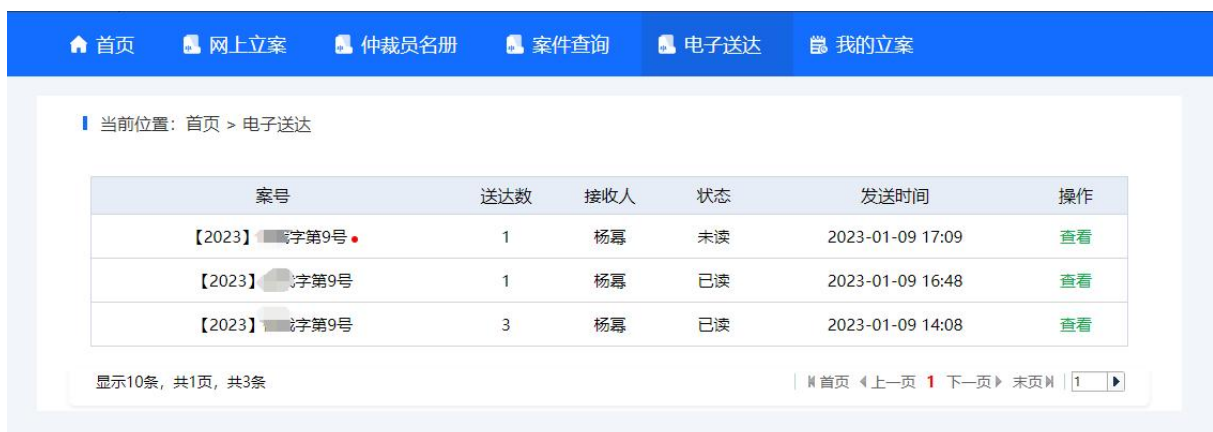 首页 网上立案 仲裁员名册 案件查询 电子送达 我的立案
当前位置：首页 > 电子送达
案号 送达数 接收人 状态 发送时间 操作
【2023】 字第9号 1 杨幂 未读 2023-01-09 17:09 查看
【2023】 字第9号 1 杨幂 已读 2023-01-09 16:48 查看
【2023】 字第9号 3 杨幂 已读 2023-01-09 14:08 查看
显示10条，共1页，共3条 首页 上一页 1 下一页 末页 1